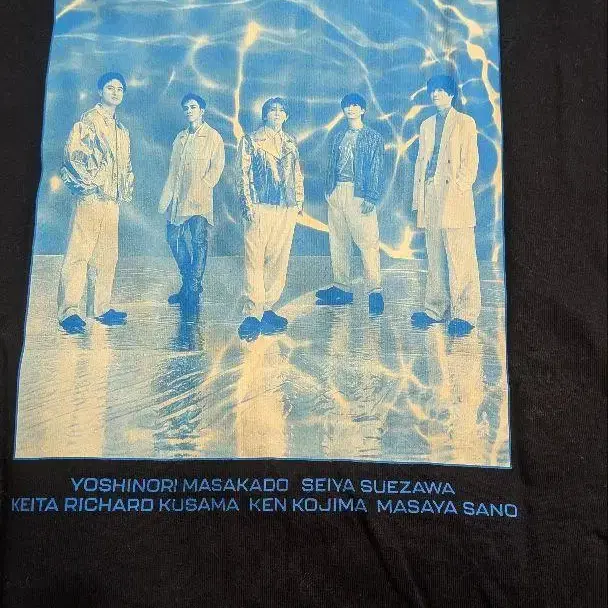 YOSHINORI MASAKADO SEIYA SUEZAWA
KEITA RICHARD KUSAMA KEN KOJIMA MASAYA SANO